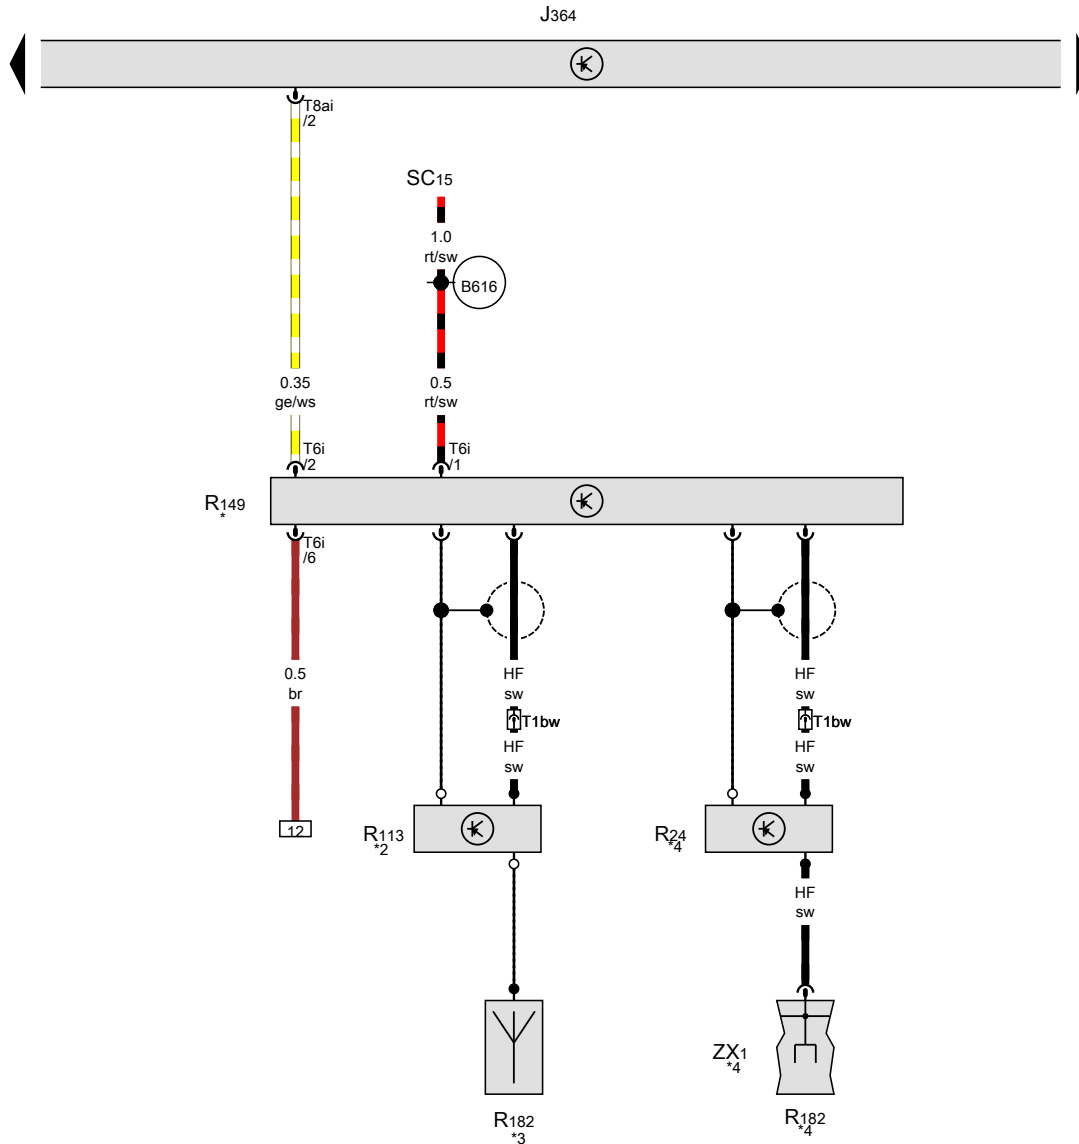 J364
T8ai
/2
SC15
1.0
rt/sw
B616
0.35
ge/ws
0.5
rt/sw
T6i
/2
T6i
/1
R149
*
T6i
/6
0.5
br
HF
sw
T1bw
HF
sw
HF
sw
T1bw
HF
sw
12
R113
*2
R24
*4
HF
sw
ZX1
*4
R182
*3
R182
*4